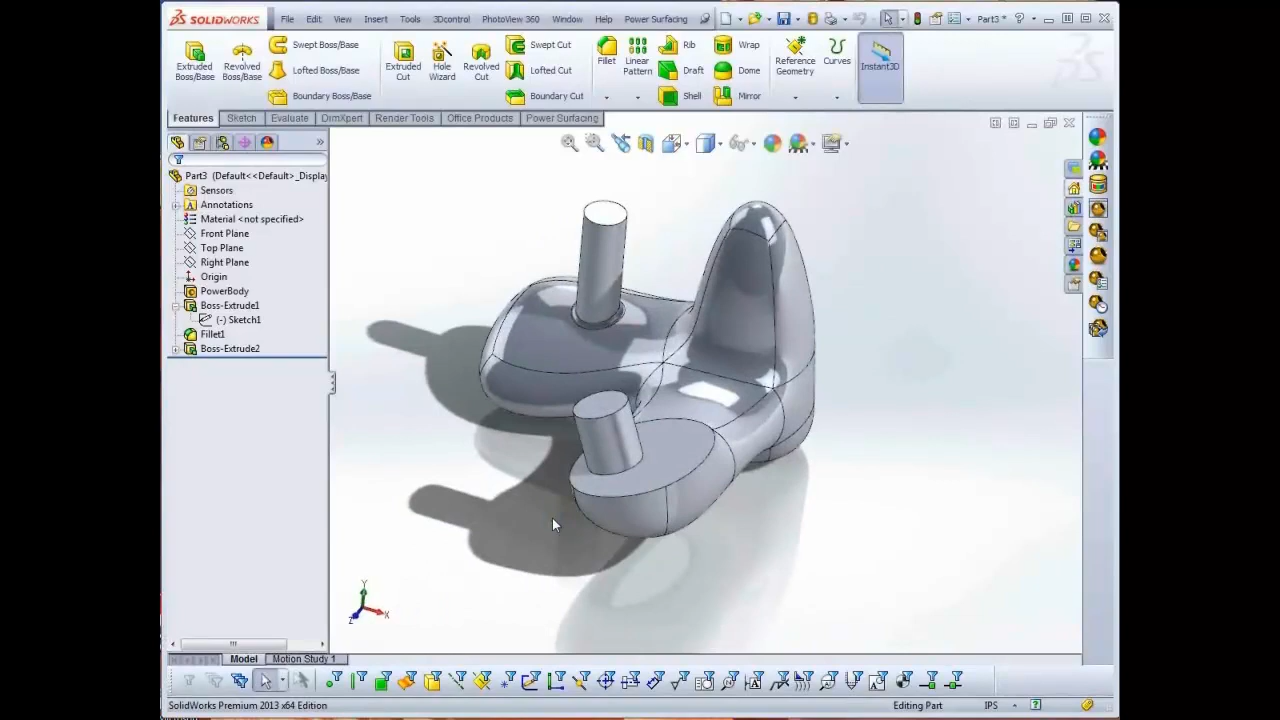 SOLIDWORKS File Edit View Insert Tools 3Dcontrol PhotoView 360 Window Help Power Surfacing Part3 *
Extruded Boss/Base
Revolved Boss/Base
Swept Boss/Base
Lofted Boss/Base
Boundary Boss/Base
Extruded Cut
Hole Wizard
Revolved Cut
Swept Cut
Lofted Cut
Boundary Cut
Fillet
Linear Pattern
Rib
Draft
Shell
Wrap
Dome
Mirror
Reference Geometry
Curves
Instant3D
Features Sketch Evaluate DimXpert Render Tools Office Products Power Surfacing
Part3 (Default<<Default>_Display
Sensors
Annotations
Material <not specified>
Front Plane
Top Plane
Right Plane
Origin
PowerBody
Boss-Extrude1
(-) Sketch1
Fillet1
Boss-Extrude2
Y
X
Z
Model Motion Study 1
SolidWorks Premium 2013 x64 Edition Editing Part IPS